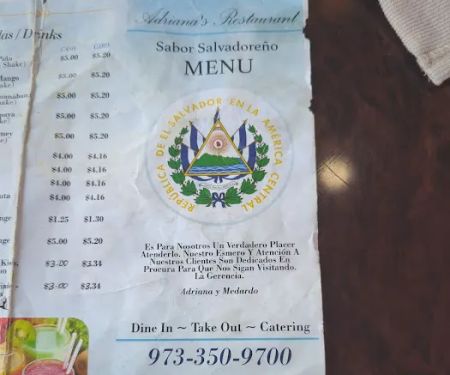 das / Drinks
CASH CARD
$5.00 $5.20
$5.00 $5.20
$5.00 $5.20
$5.00 $5.20
$5.00 $5.20
$4.00 $4.16
$4.00 $4.16
$4.00 $4.16
$4.00 $4.16
$1.25 $1.30
$5.00 $5.20
$3.00 $3.34
$3.00 $3.34
Adriana's Restaurant
Sabor Salvadoreño
MENU
REPÚBLICA DE EL SALVADOR EN LA AMÉRICA CENTRAL
Es Para Nosotros Un Verdadero Placer
Atenderlo. Nuestro Esmero Y Atención A
Nuestros Clientes Son Dedicados En
Procura Para Que Nos Sigan Visitando.
La Gerencia.
Adriana y Medardo
Dine In ~ Take Out ~ Catering
973-350-9700